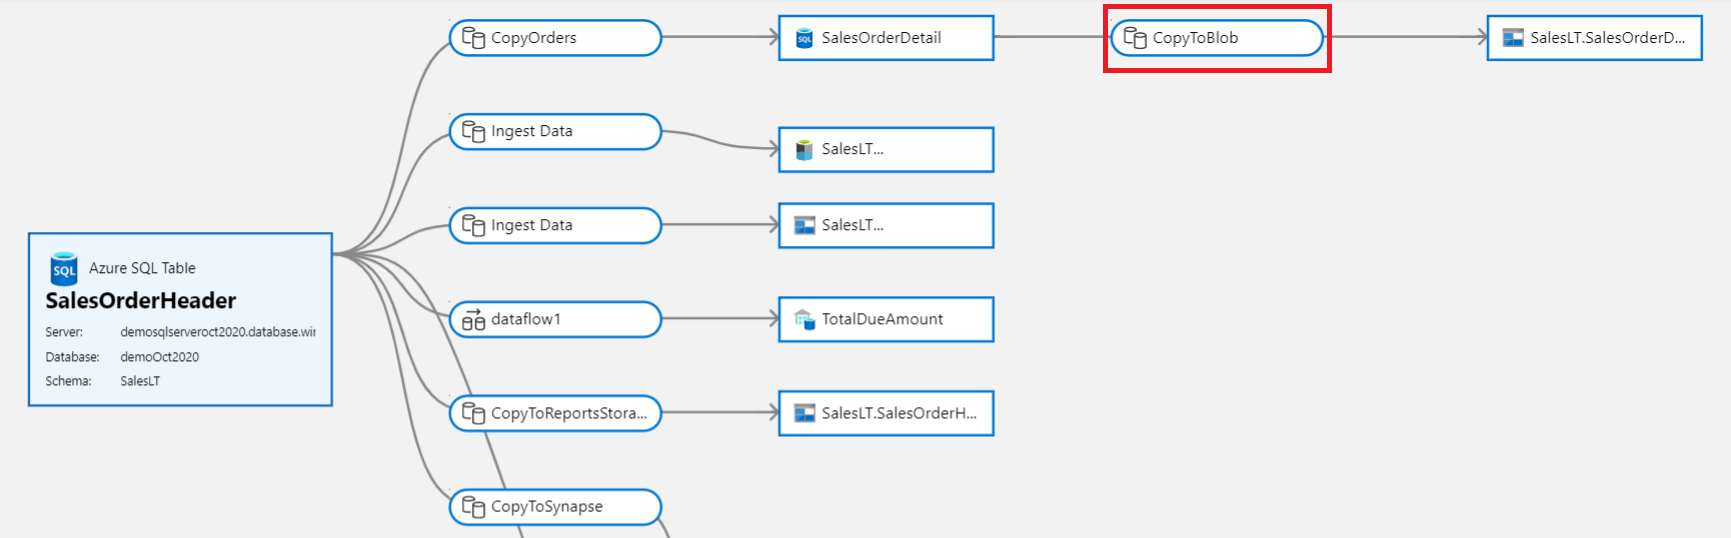 CopyOrders
SQL SalesOrderDetail
CopyToBlob
SalesLT.SalesOrderD...
Ingest Data
SalesLT...
Ingest Data
SalesLT...
SQL Azure SQL Table
SalesOrderHeader
Server: demosqlserveroct2020.database.wir
Database: demoOct2020
Schema: SalesLT
dataflow1
TotalDueAmount
CopyToReportsStora...
SalesLT.SalesOrderH...
CopyToSynapse